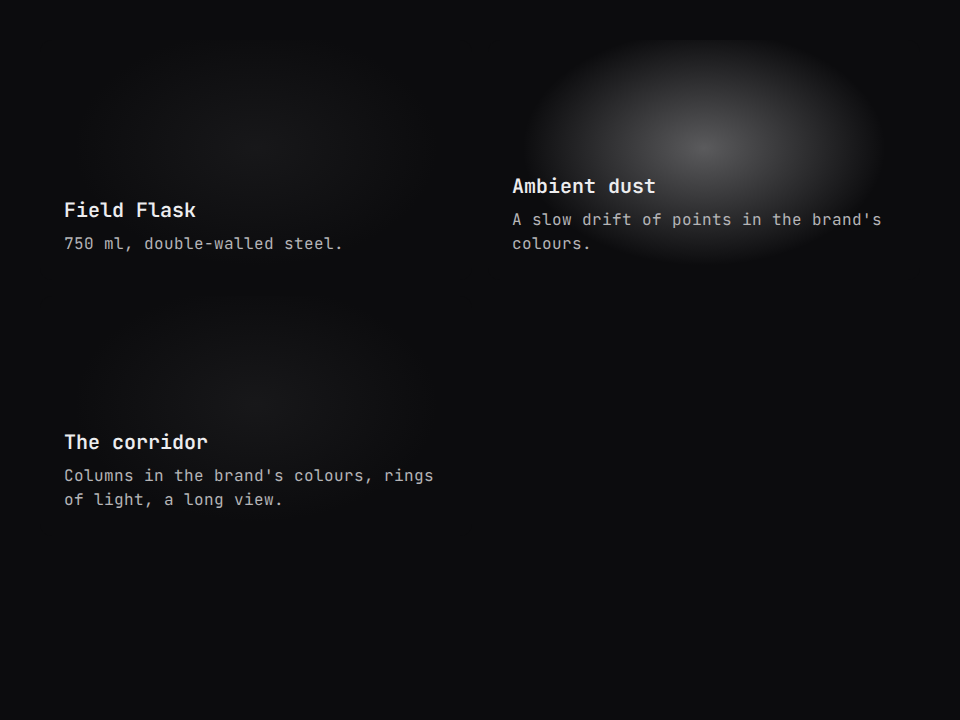 Field Flask
750 ml, double-walled steel.
Ambient dust
A slow drift of points in the brand's
colours.
The corridor
Columns in the brand's colours, rings
of light, a long view.